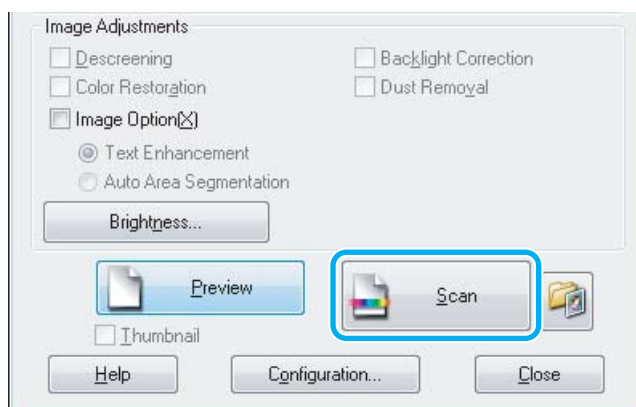 Image Adjustments
Descreening
Backlight Correction
Color Restoration
Dust Removal
Image Option(X)
Text Enhancement
Auto Area Segmentation
Brightness...
Preview
Scan
Thumbnail
Help
Configuration...
Close